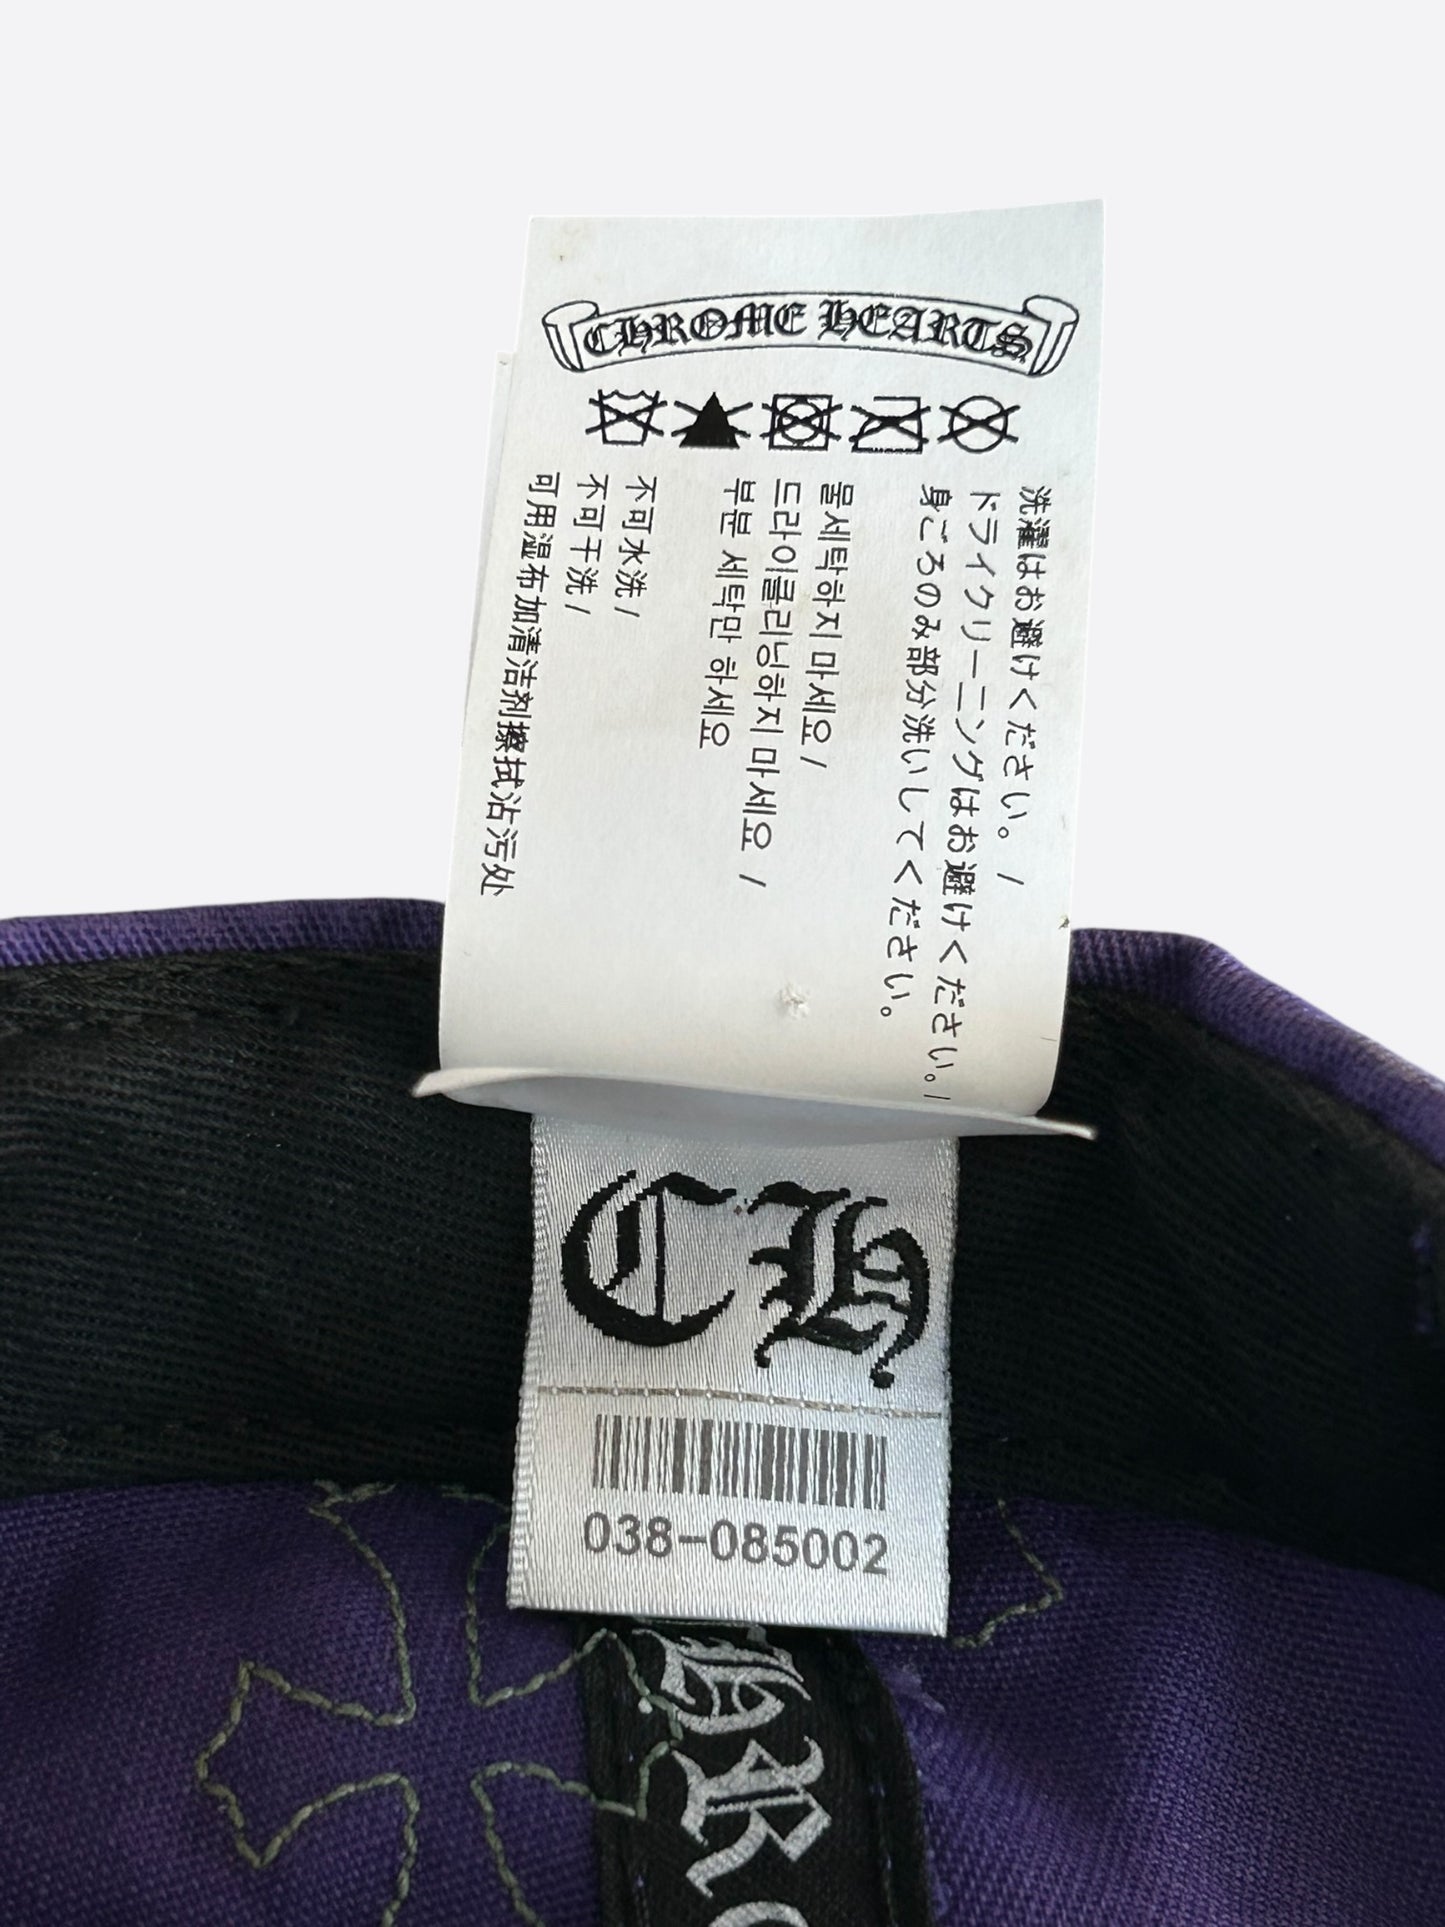 CHROME HEARTS
洗濯はお避けください。 /
ドライクリーニングはお避けください。/
身ごろのみ部分洗いしてください。
물세탁하지 마세요 /
드라이클리닝하지 마세요 /
부분 세탁만 하세요
不可水洗 /
不可干洗 /
可用湿布加清洁剂擦拭沾污处
CH
038-085002